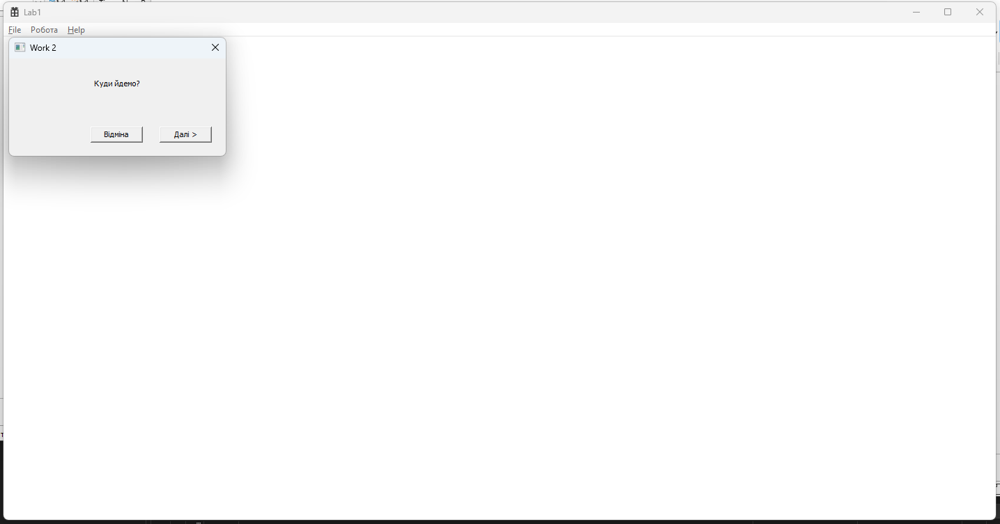 Lab1
File Робота Help
Work 2
Куди йдемо?
Відміна Далі >